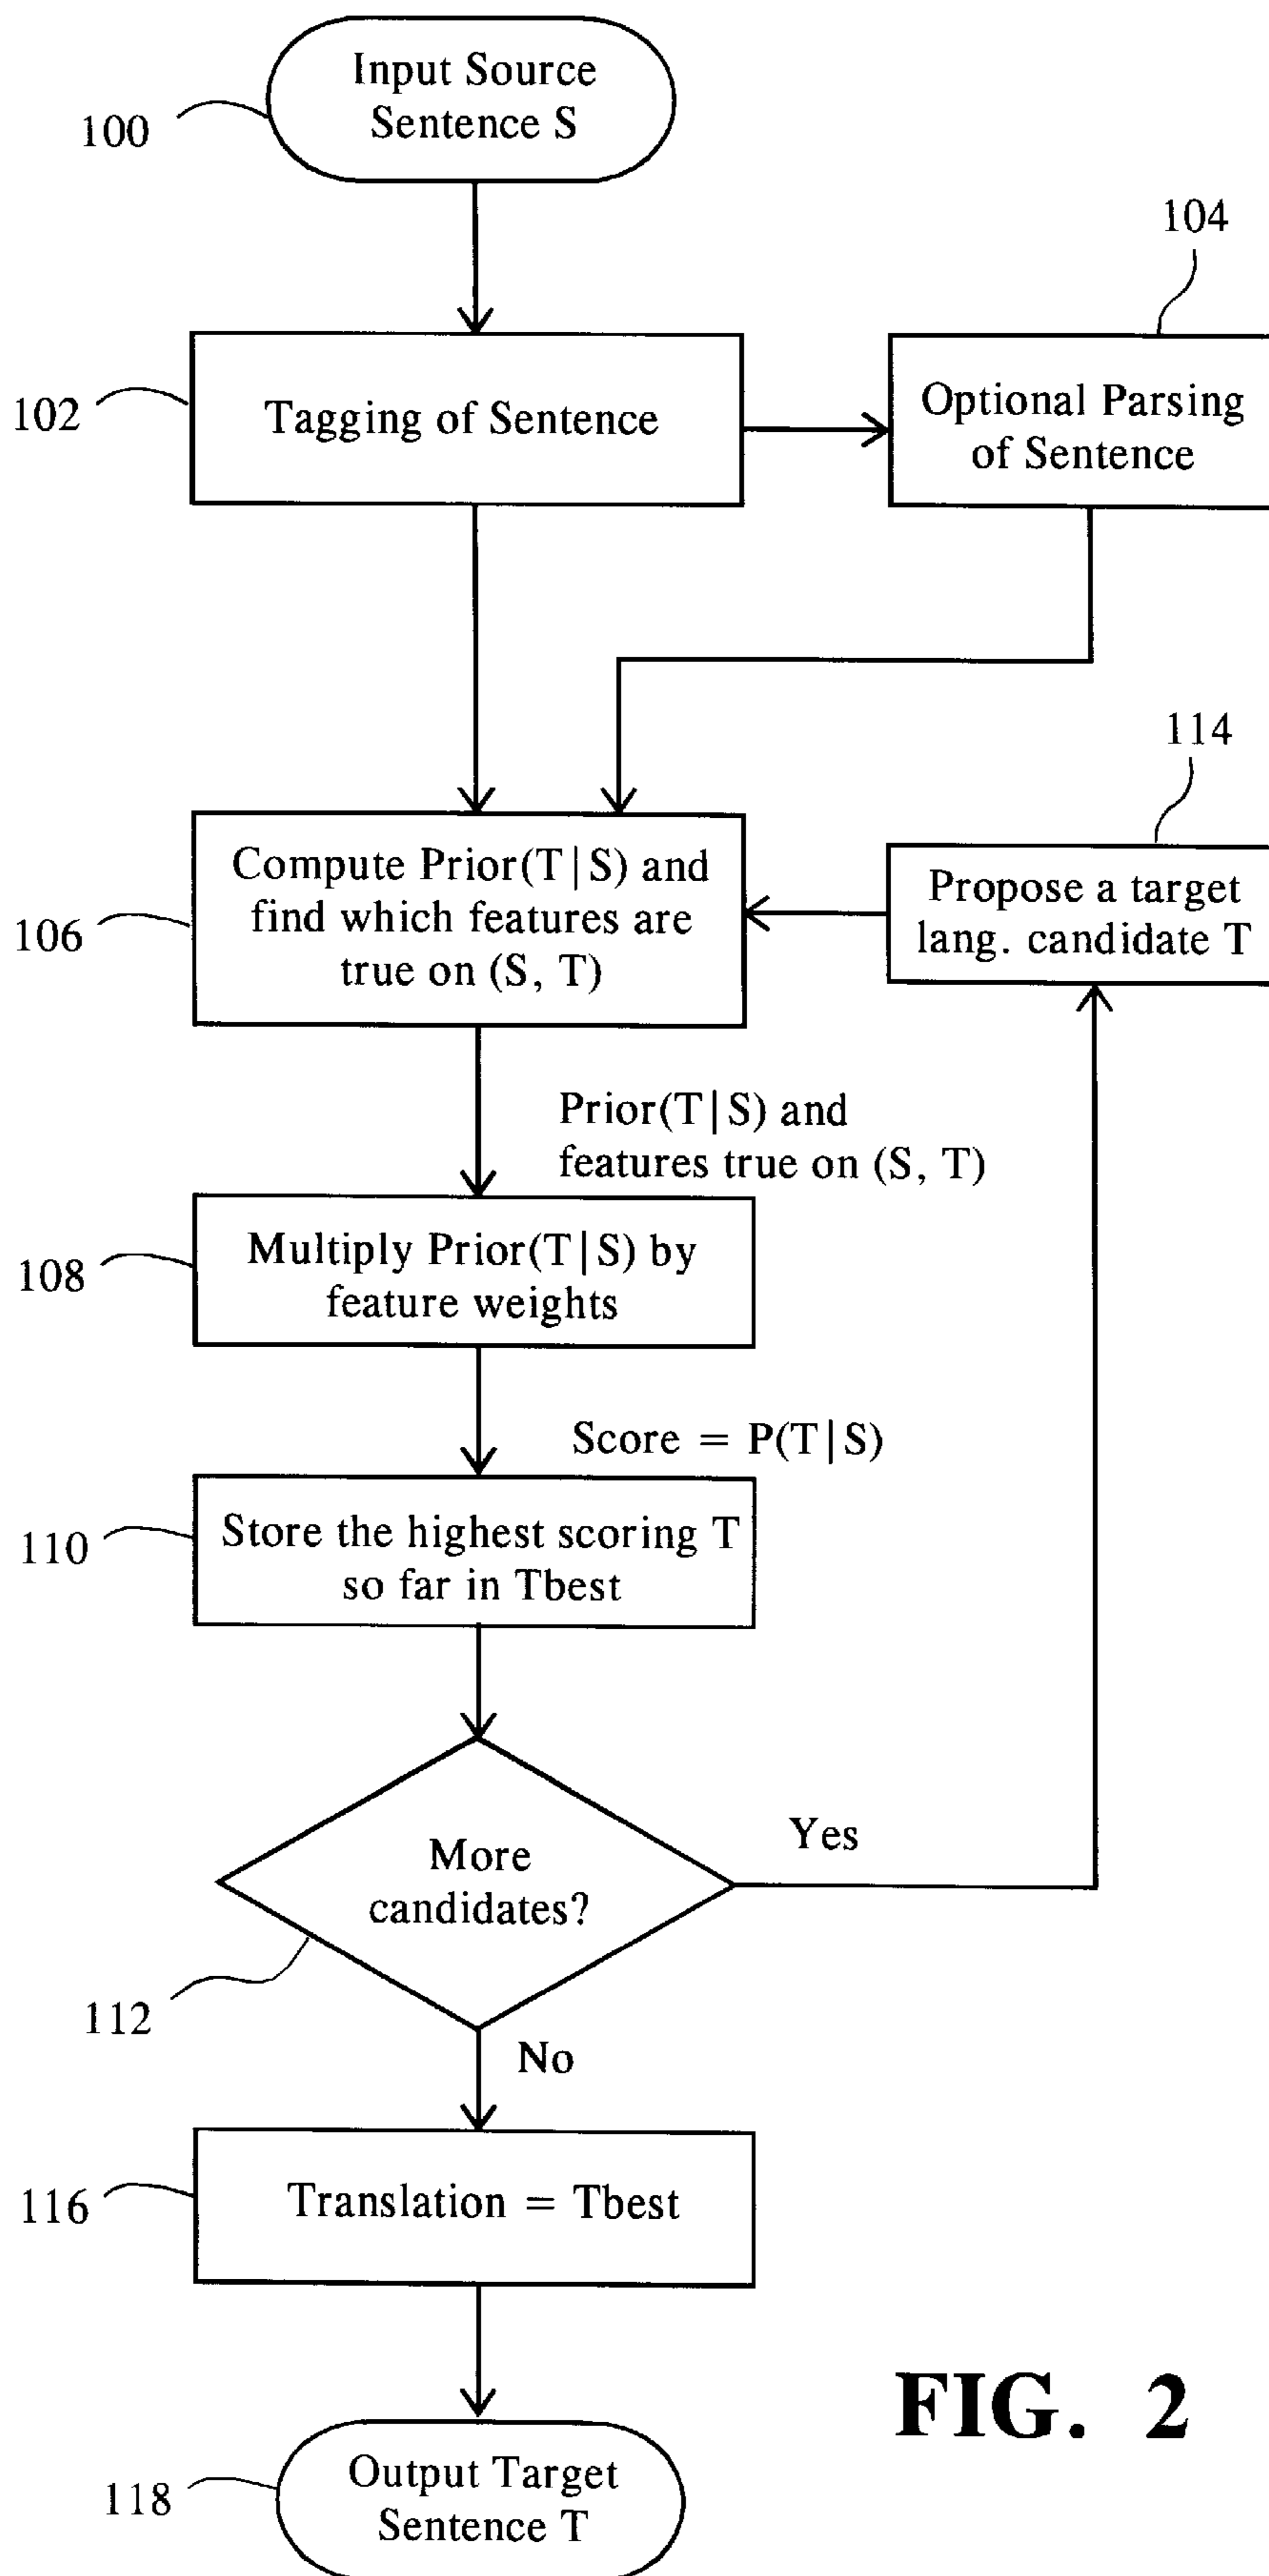 Input Source
Sentence S
100
104
102
Tagging of Sentence
Optional Parsing
of Sentence
114
Compute Prior(T|S) and
find which features are
true on (S, T)
106
Propose a target
lang. candidate T
Prior(T|S) and
features true on (S, T)
108
Multiply Prior(T|S) by
feature weights
Score = P(T|S)
110
Store the highest scoring T
so far in Tbest
More
candidates?
Yes
112
No
116
Translation = Tbest
FIG. 2
118
Output Target
Sentence T